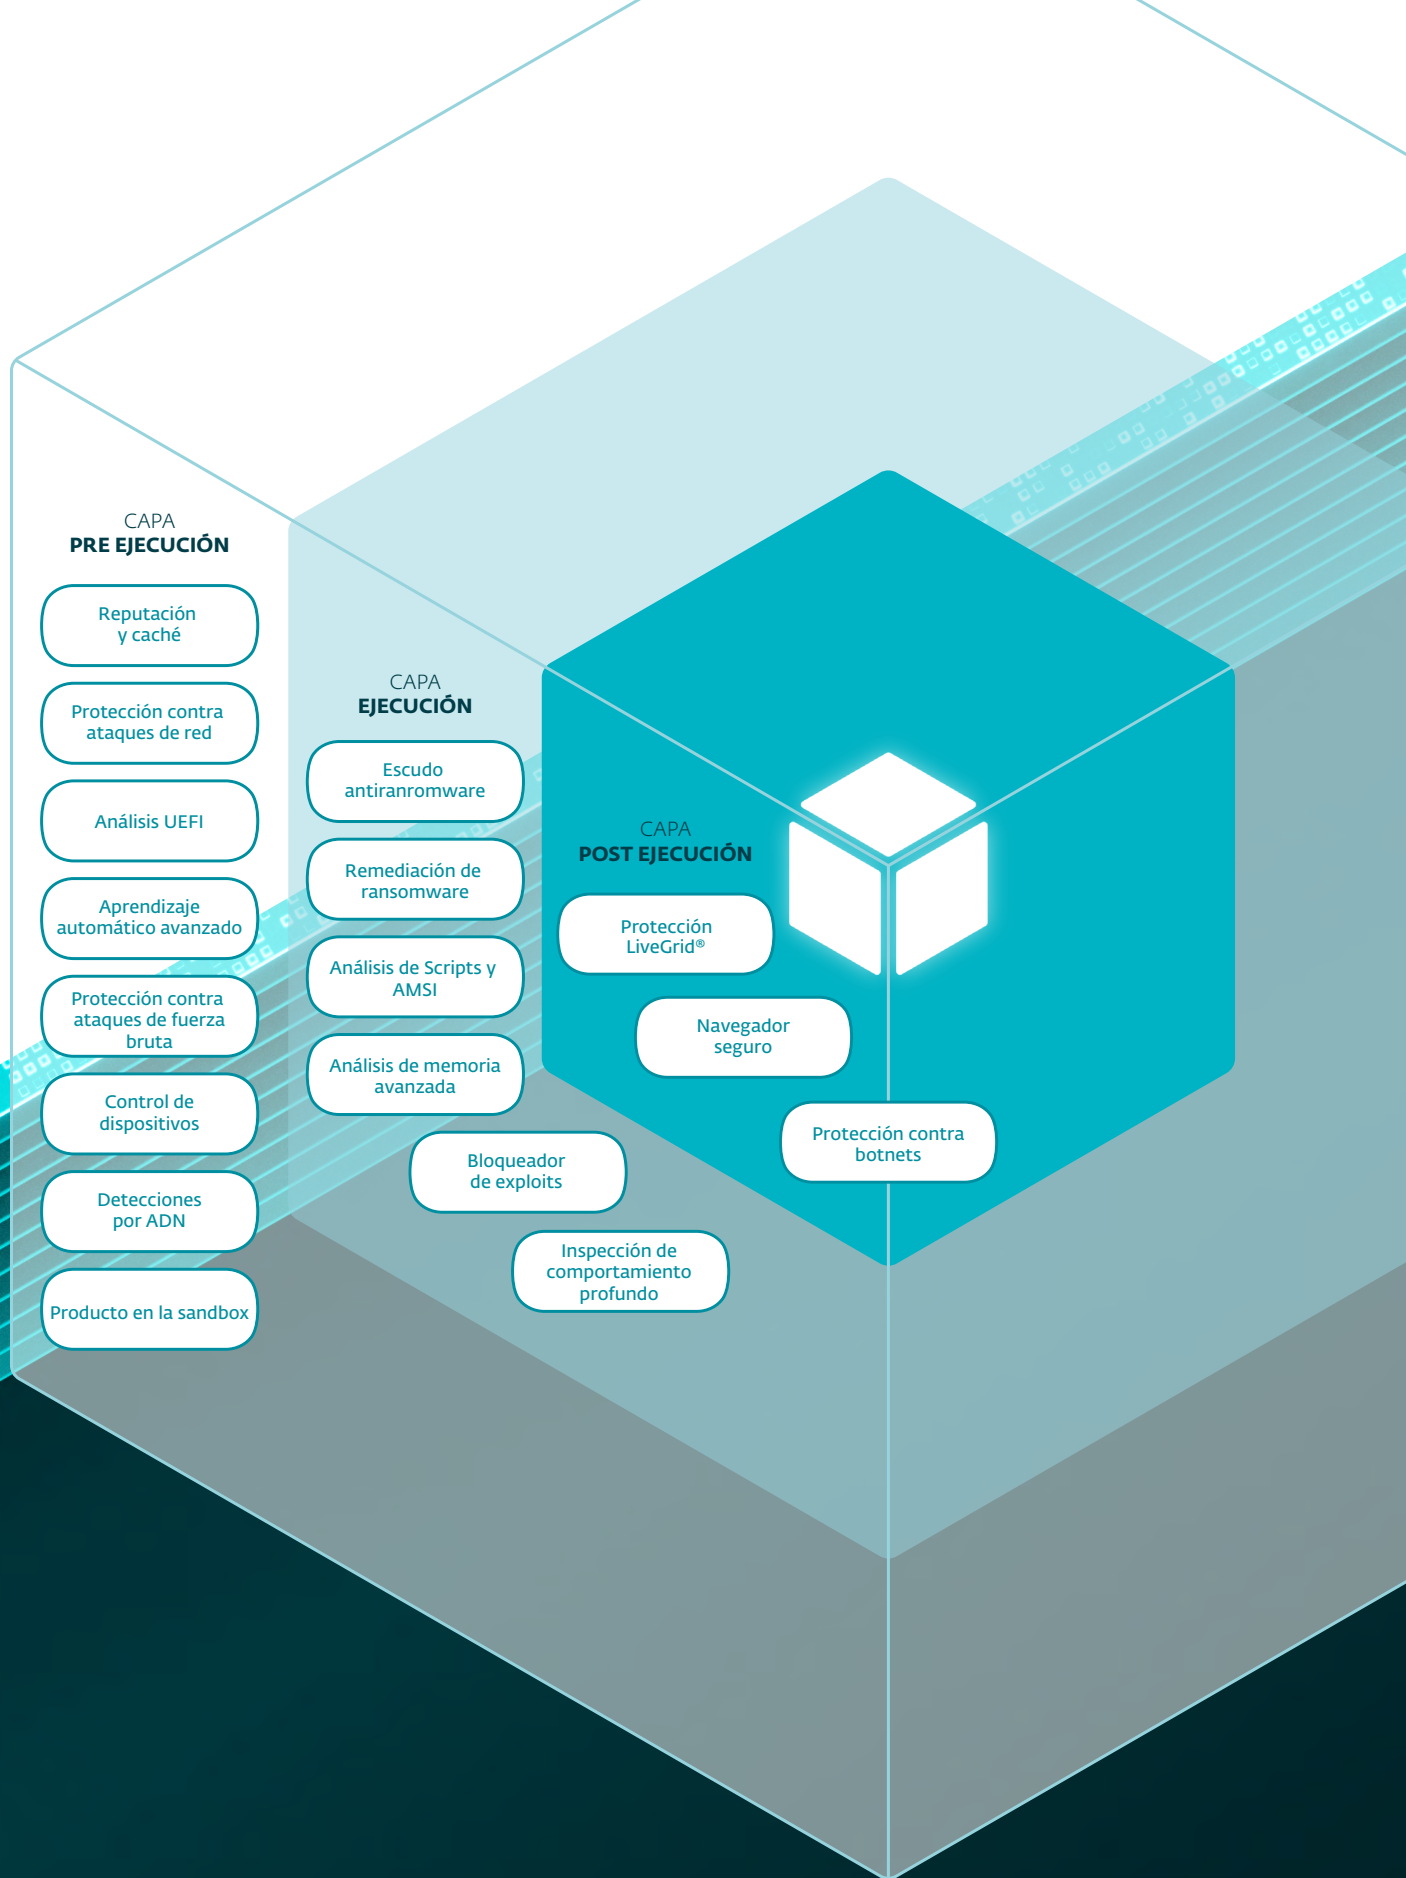 CAPA
PRE EJECUCIÓN
Reputación
y caché
Protección contra
ataques de red
Análisis UEFI
Aprendizaje
automático avanzado
Protección contra
ataques de fuerza
bruta
Control de
dispositivos
Detecciones
por ADN
Producto en la sandbox
CAPA
EJECUCIÓN
Escudo
antiranromware
Remediación de
ransomware
Análisis de Scripts y
AMSI
Análisis de memoria
avanzada
Bloqueador
de exploits
Inspección de
comportamiento
profundo
CAPA
POST EJECUCIÓN
Protección
LiveGrid®
Navegador
seguro
Protección contra
botnets